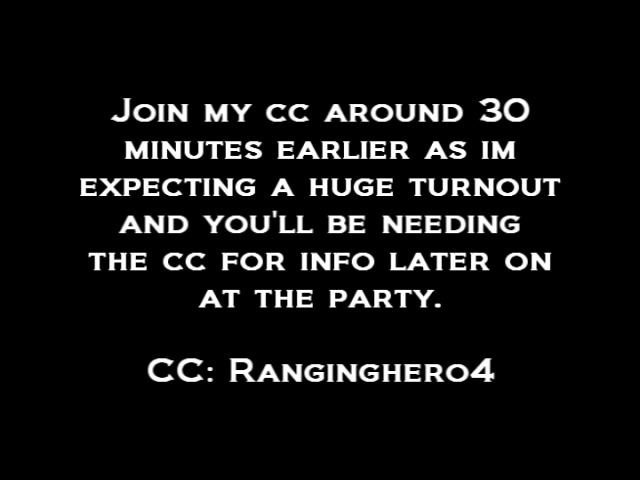 Join my cc around 30
minutes earlier as im
expecting a huge turnout
and you'll be needing
the cc for info later on
at the party.
CC: Ranginghero4